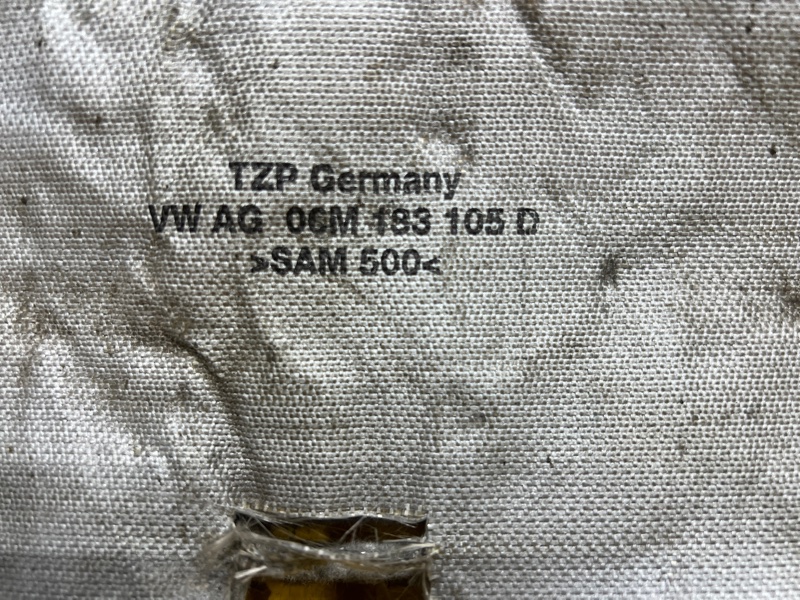 TZP Germany
VW AG 06M 183 105 D
>SAM 500<